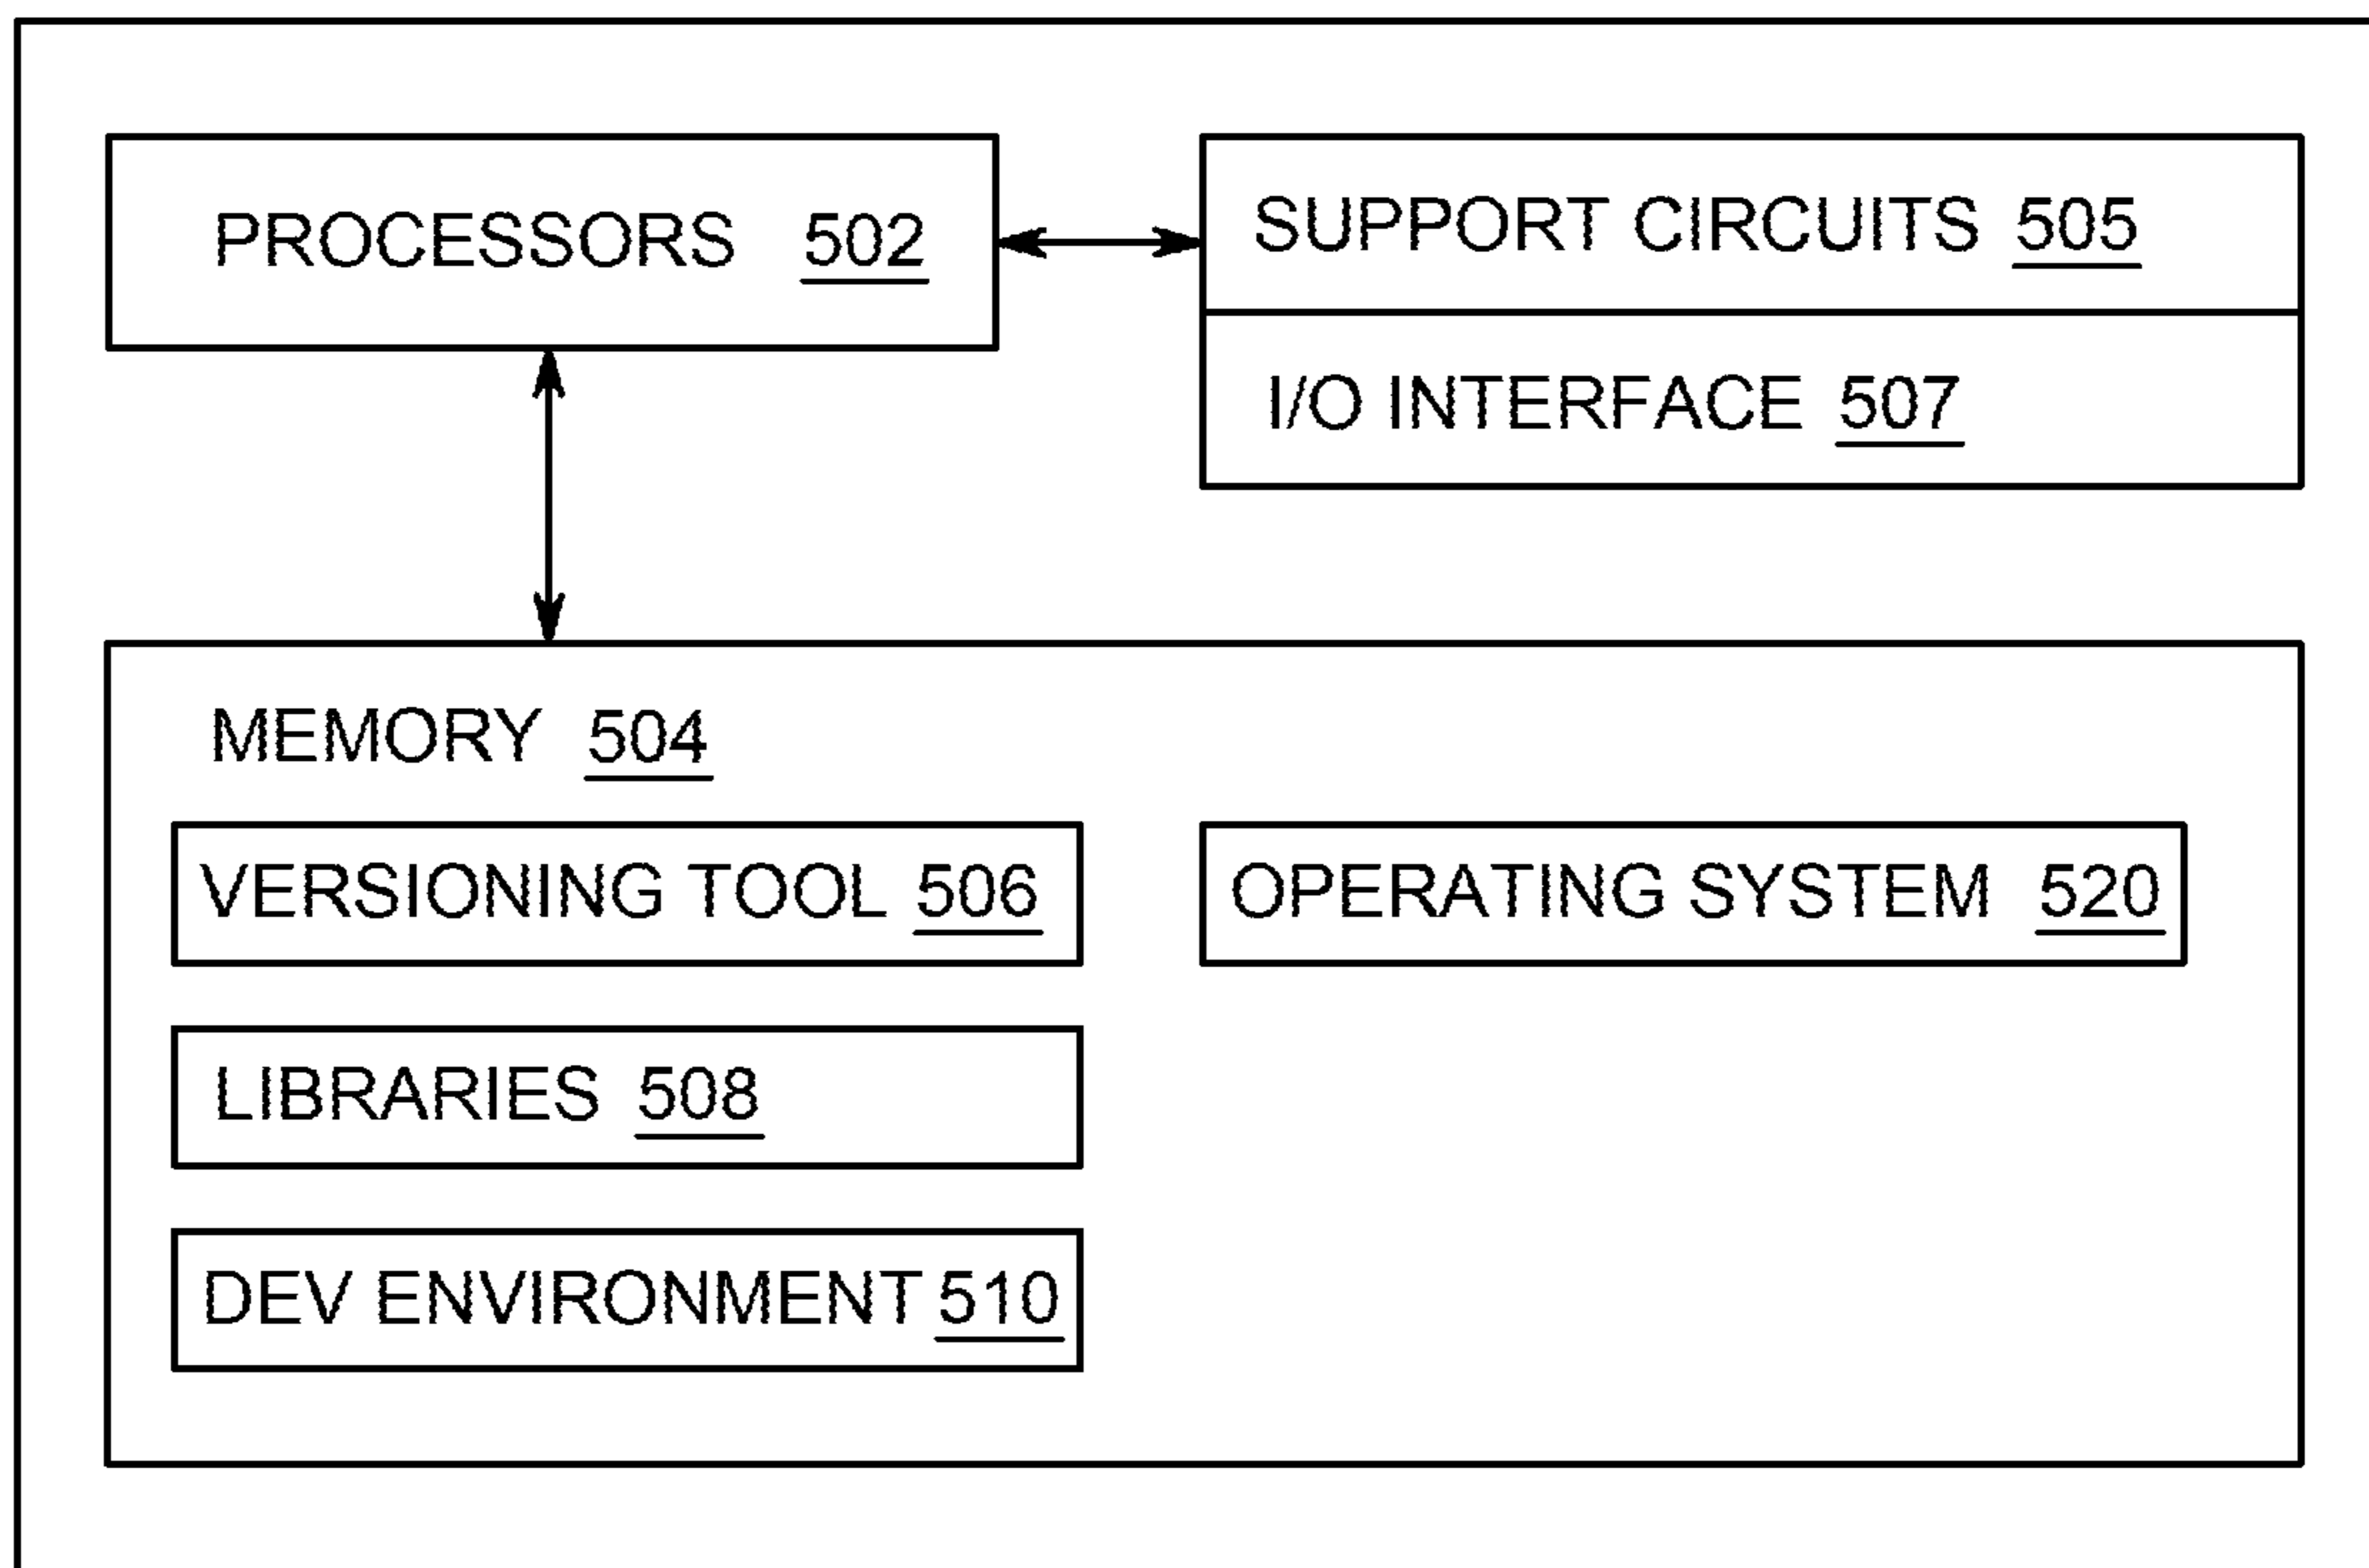 PROCESSORS 502
SUPPORT CIRCUITS 505
I/O INTERFACE 507
MEMORY 504
VERSIONING TOOL 506
OPERATING SYSTEM 520
LIBRARIES 508
DEV ENVIRONMENT 510